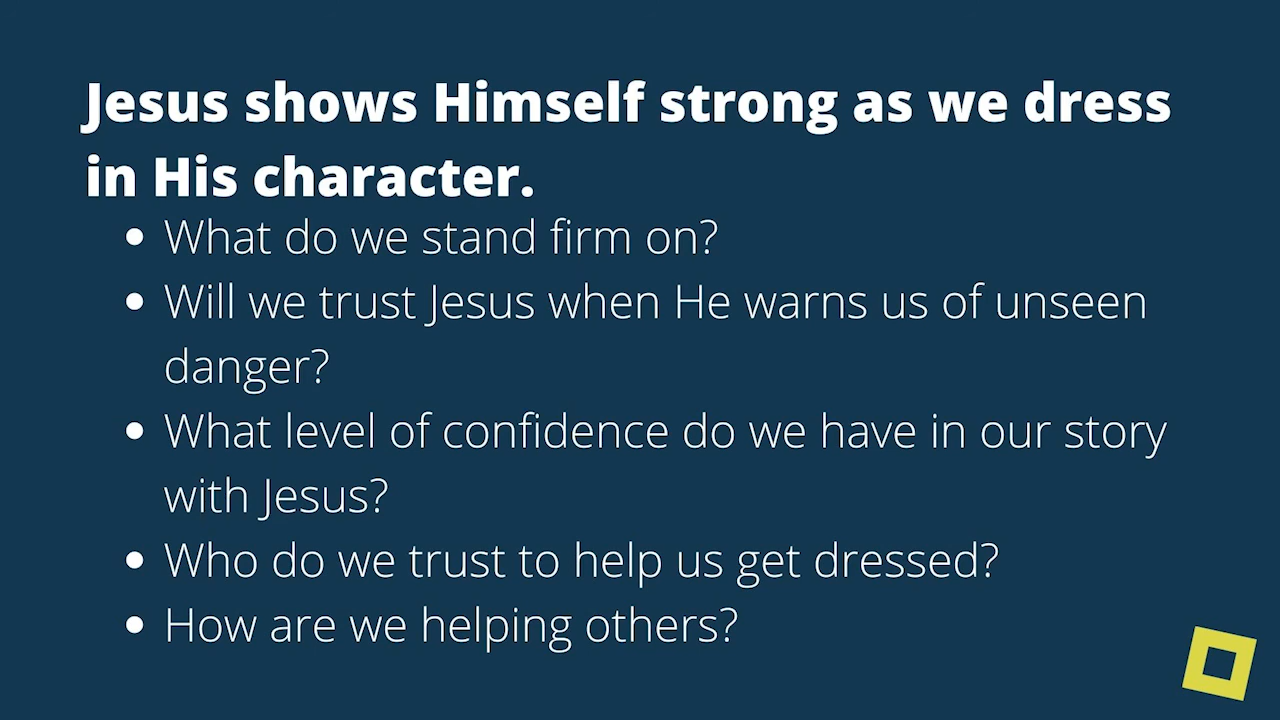 Jesus shows Himself strong as we dress
in His character.
• What do we stand firm on?
• Will we trust Jesus when He warns us of unseen
danger?
• What level of confidence do we have in our story
with Jesus?
• Who do we trust to help us get dressed?
• How are we helping others?